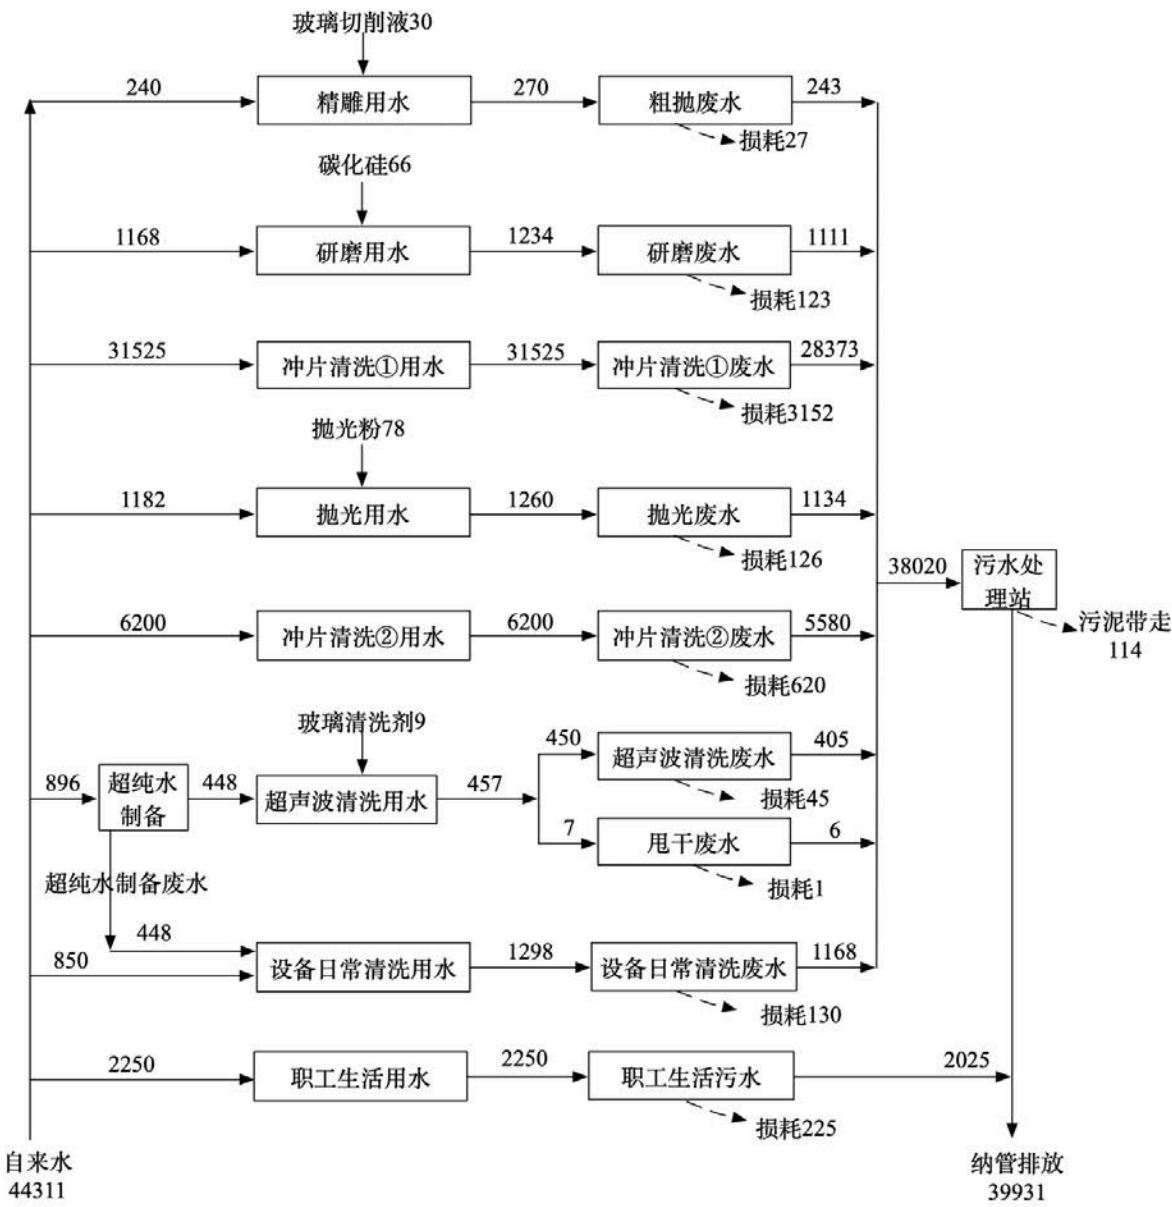 玻璃切削液30
240
精雕用水
270
粗抛废水
243
损耗27
碳化硅66
1168
研磨用水
1234
研磨废水
1111
损耗123
31525
冲片清洗①用水
31525
冲片清洗①废水
28373
损耗3152
抛光粉78
1182
抛光用水
1260
抛光废水
1134
损耗126
38020
污水处
理站
污泥带走
114
6200
冲片清洗②用水
6200
冲片清洗②废水
5580
损耗620
玻璃清洗剂9
896
超纯水
制备
448
超声波清洗用水
457
450
超声波清洗废水
405
损耗45
7
甩干废水
6
损耗1
超纯水制备废水
448
850
设备日常清洗用水
1298
设备日常清洗废水
1168
损耗130
2250
职工生活用水
2250
职工生活污水
2025
损耗225
自来水
44311
纳管排放
39931